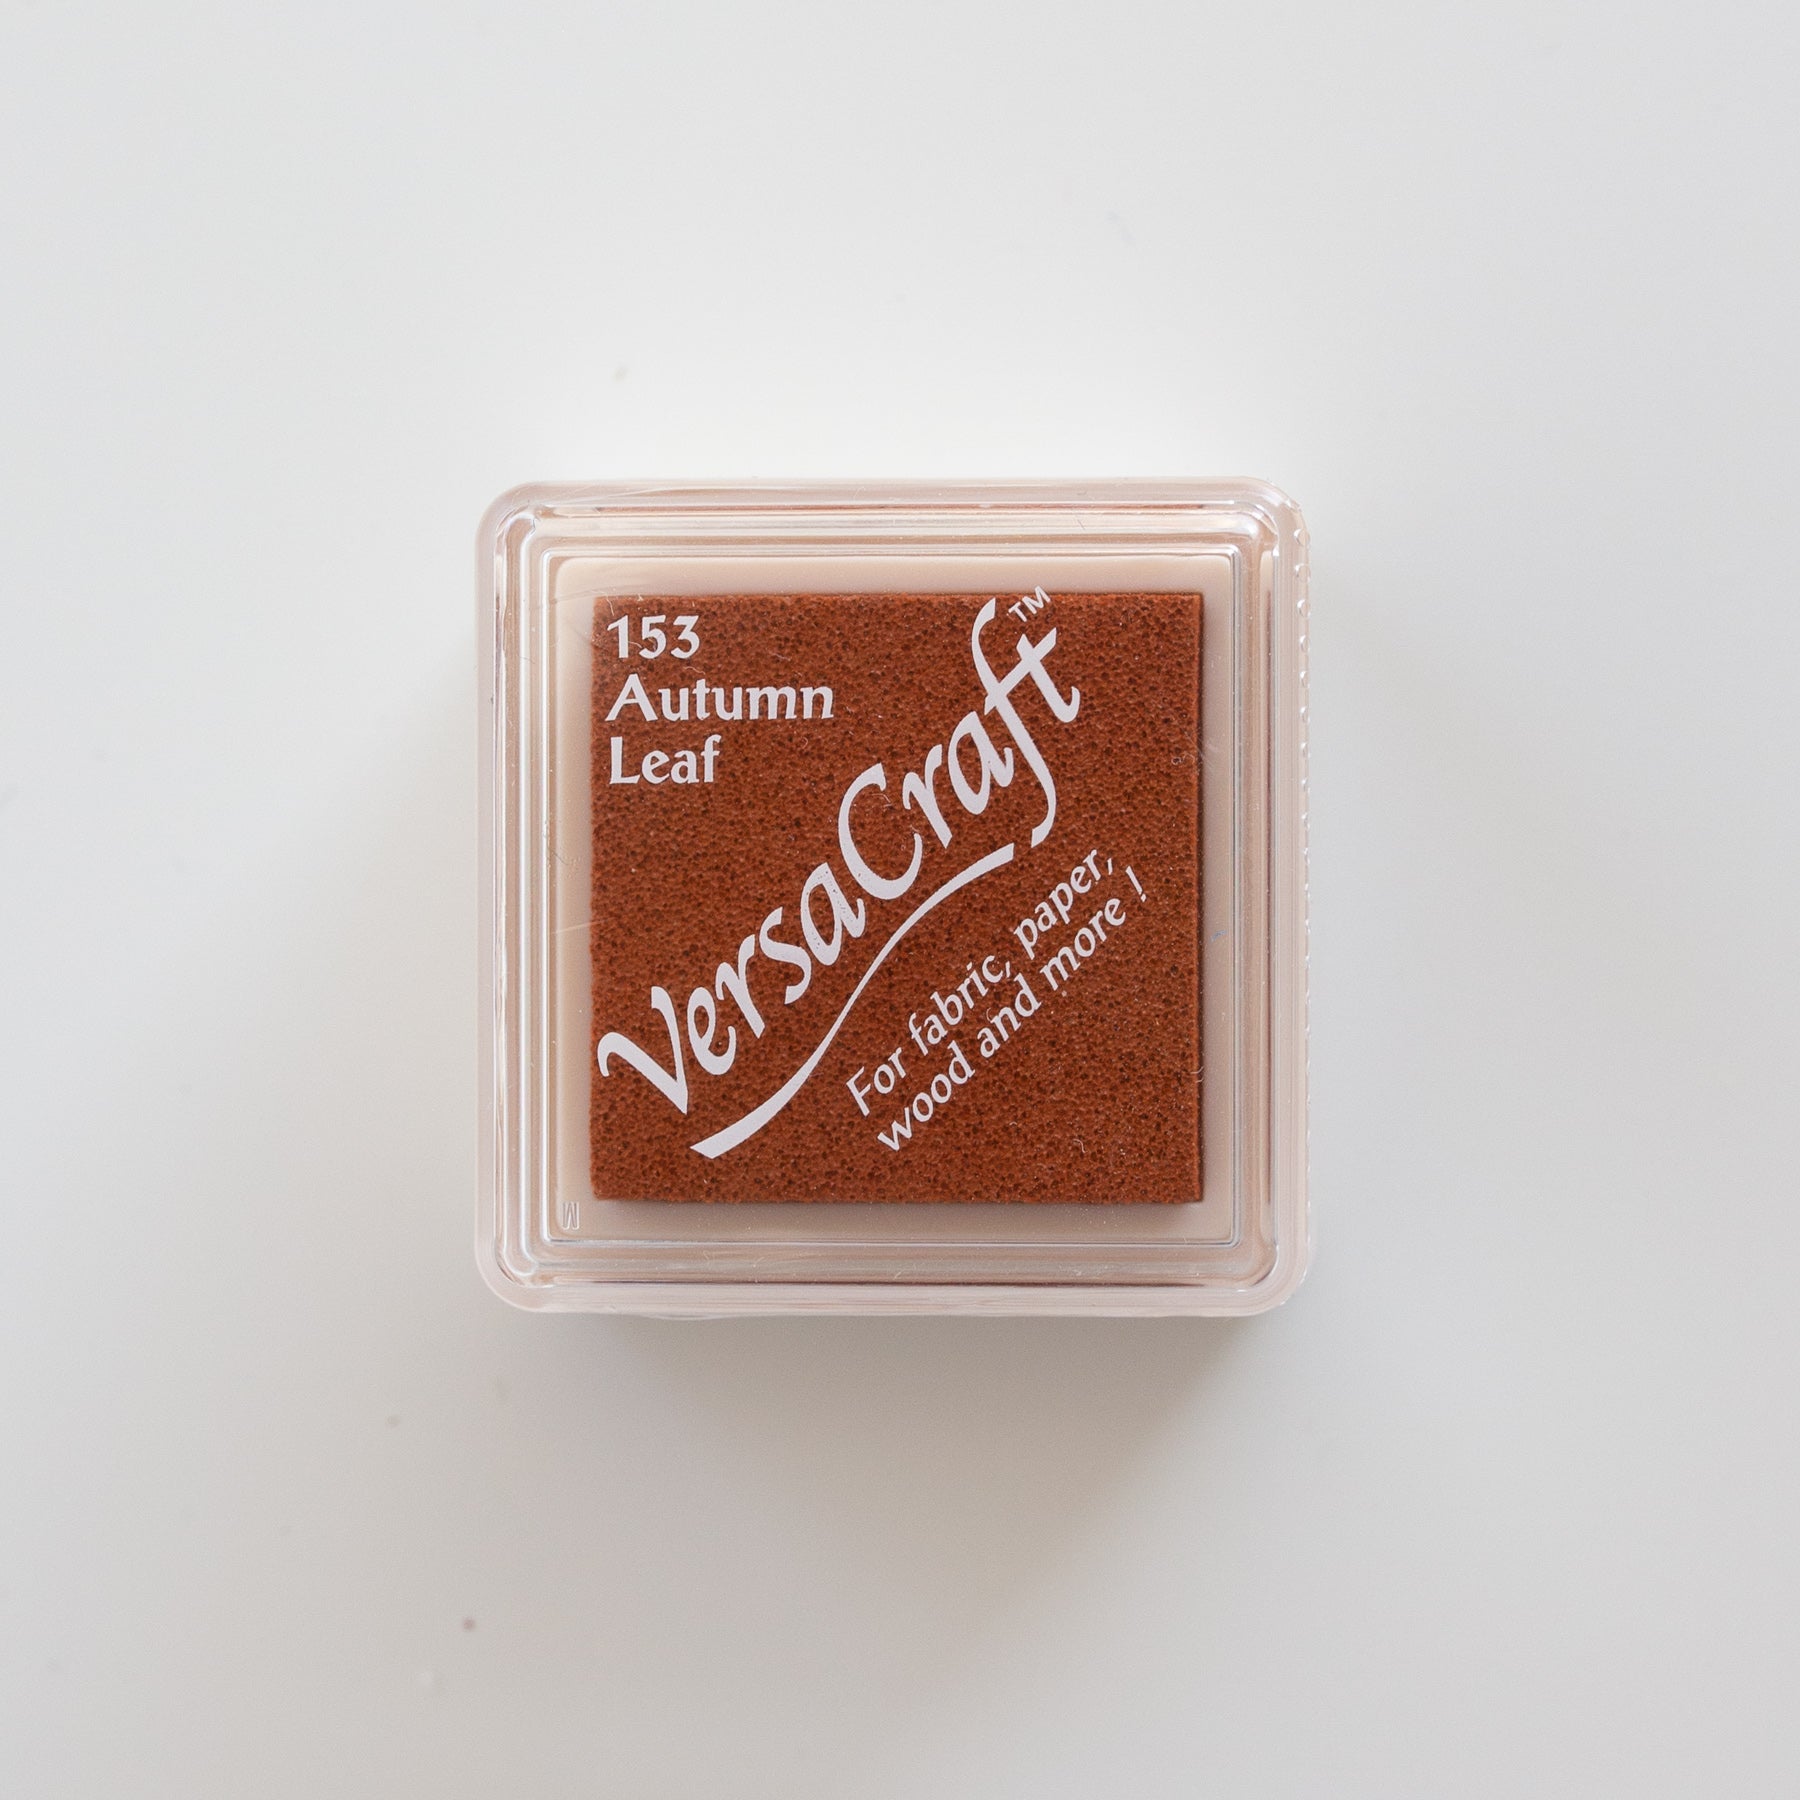 153
Autumn
Leaf
VersaCraft™
For fabric, paper,
wood and more !
M